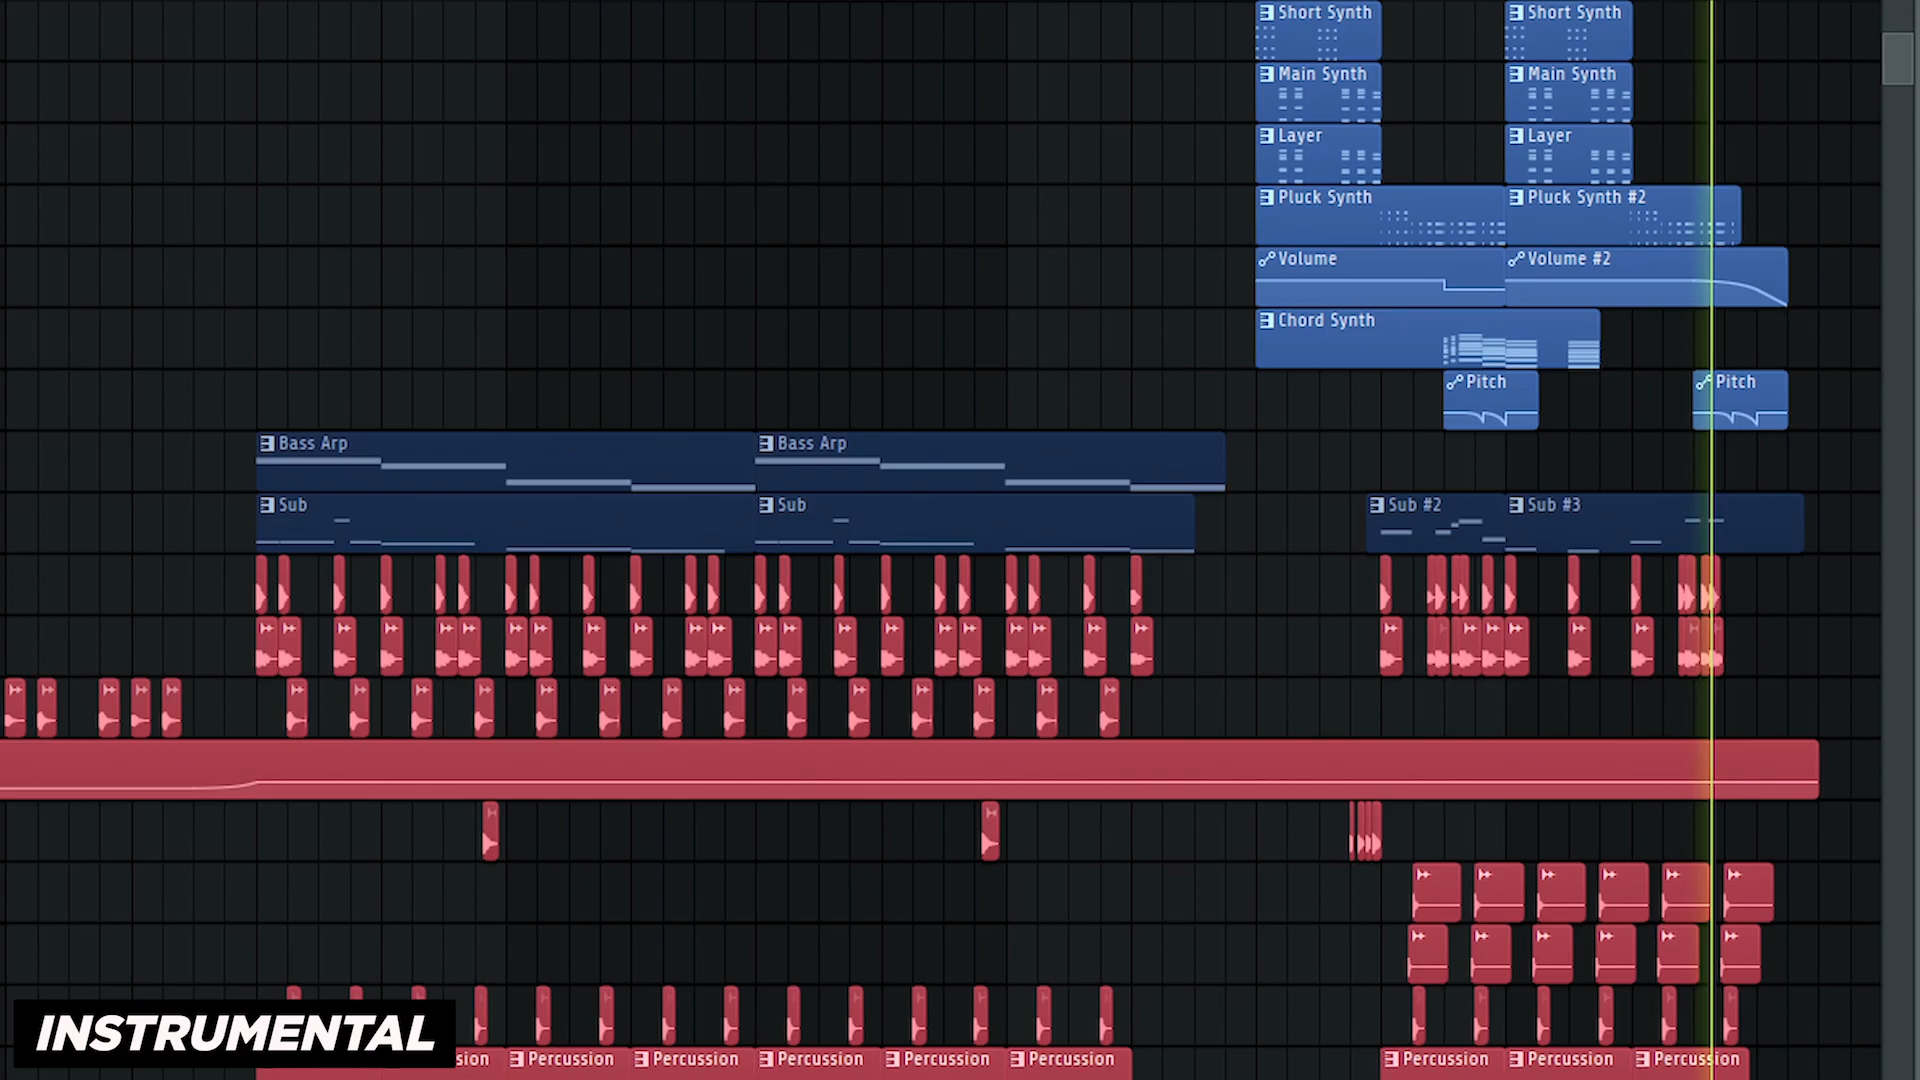 Short Synth Short Synth
Main Synth Main Synth
Layer Layer
Pluck Synth Pluck Synth #2
Volume Volume #2
Chord Synth
Pitch Pitch
Bass Arp Bass Arp
Sub Sub Sub #2 Sub #3
INSTRUMENTAL
sion Percussion Percussion Percussion Percussion Percussion Percussion Percussion Percussion